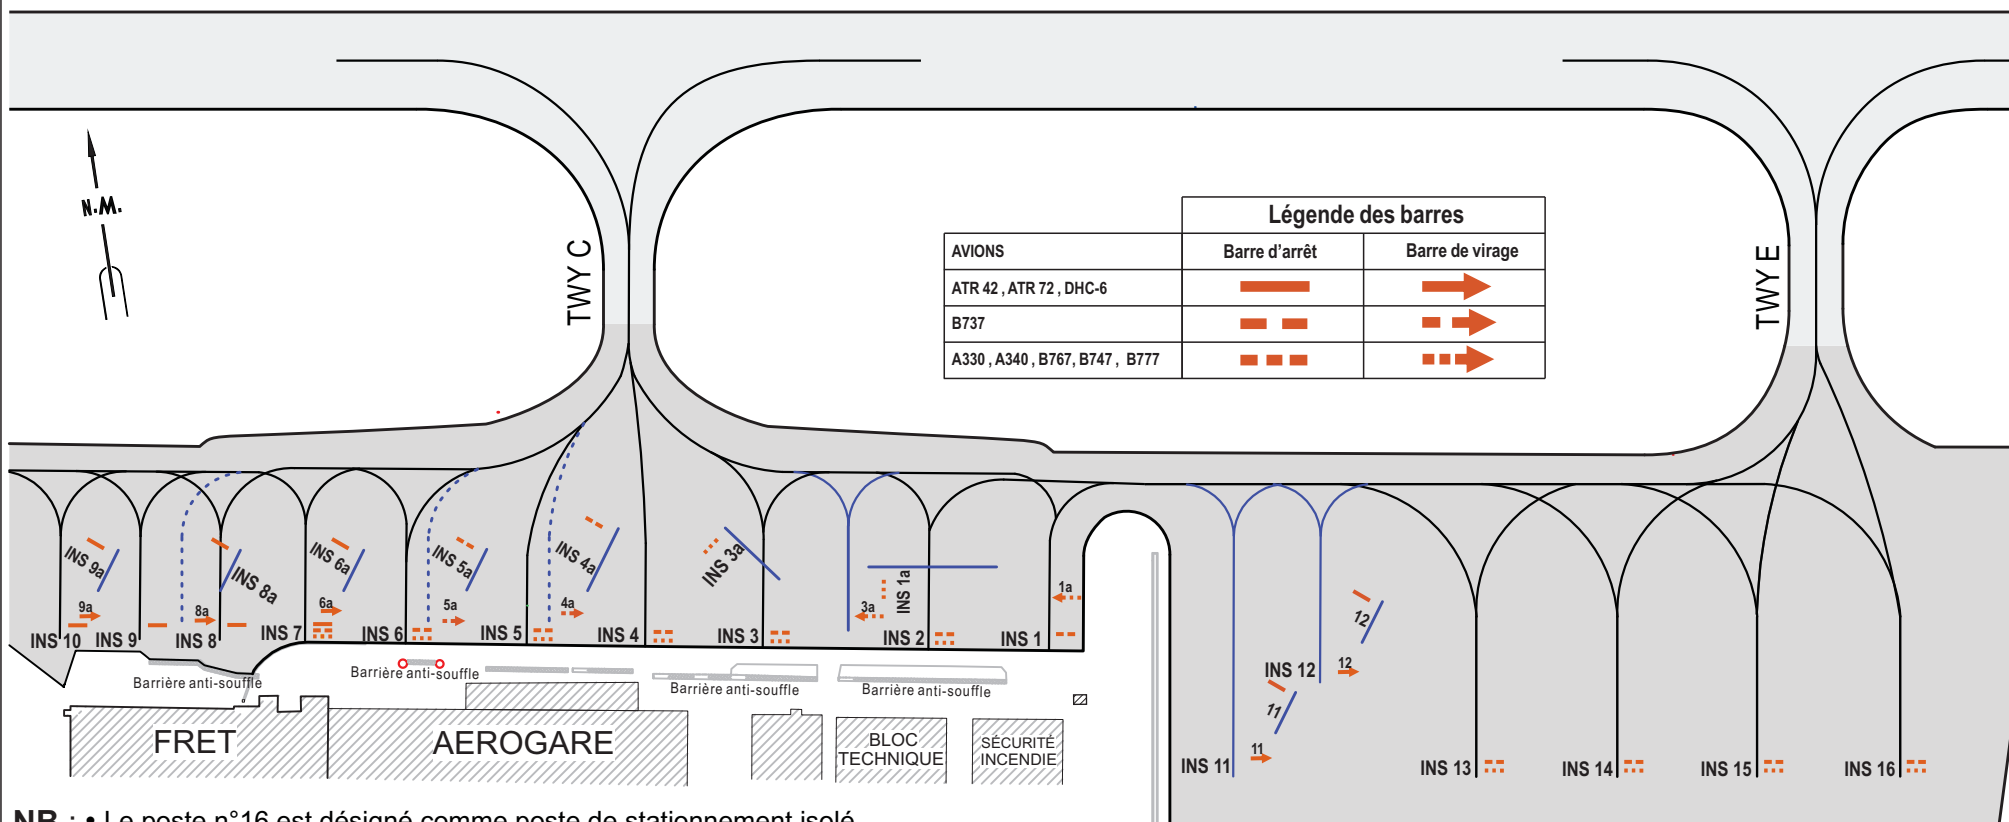 N.M.
TWY C
TWY E
Légende des barres
AVIONS Barre d'arrêt Barre de virage
ATR 42 , ATR 72 , DHC-6
B737
A330 , A340 , B767, B747 , B777
INS 9a
INS 8a
INS 6a
INS 5a
INS 4a
INS 3a
INS 1a
9a
8a
6a
5a
4a
3a
1a
INS 10
INS 9
INS 8
INS 7
INS 6
INS 5
INS 4
INS 3
INS 2
INS 1
12
INS 12
12
11
11
INS 11
INS 13
INS 14
INS 15
INS 16
Barrière anti-souffle
Barrière anti-souffle
Barrière anti-souffle
Barrière anti-souffle
FRET
AEROGARE
BLOC
TECHNIQUE
SÉCURITÉ
INCENDIE
NB : • Le poste n°16 est désigné comme poste de stationnement isolé